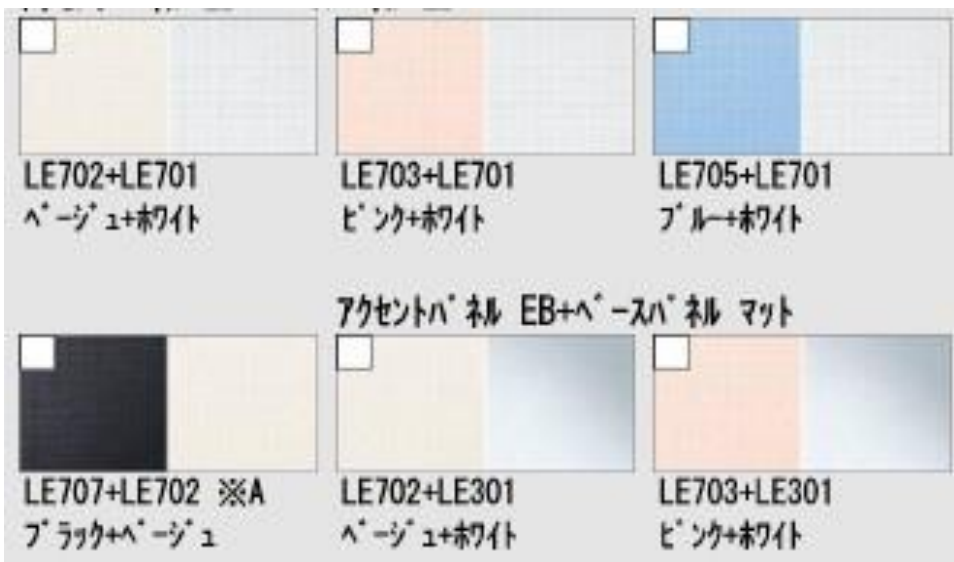 LE702+LE701
ﾍﾞｰｼﾞｭ+ﾎﾜｲﾄ
LE703+LE701
ﾋﾟﾝｸ+ﾎﾜｲﾄ
LE705+LE701
ﾌﾞﾙｰ+ﾎﾜｲﾄ
ｱｸｾﾝﾄﾊﾟﾈﾙ EB+ﾍﾞｰｽﾊﾟﾈﾙ ﾏｯﾄ
LE707+LE702 ※A
ﾌﾞﾗｯｸ+ﾍﾞｰｼﾞｭ
LE702+LE301
ﾍﾞｰｼﾞｭ+ﾎﾜｲﾄ
LE703+LE301
ﾋﾟﾝｸ+ﾎﾜｲﾄ